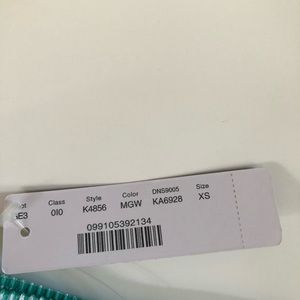 Class Style Color DNS9005 Size
0I0 K4856 MGW KA6928 XS
099105392134